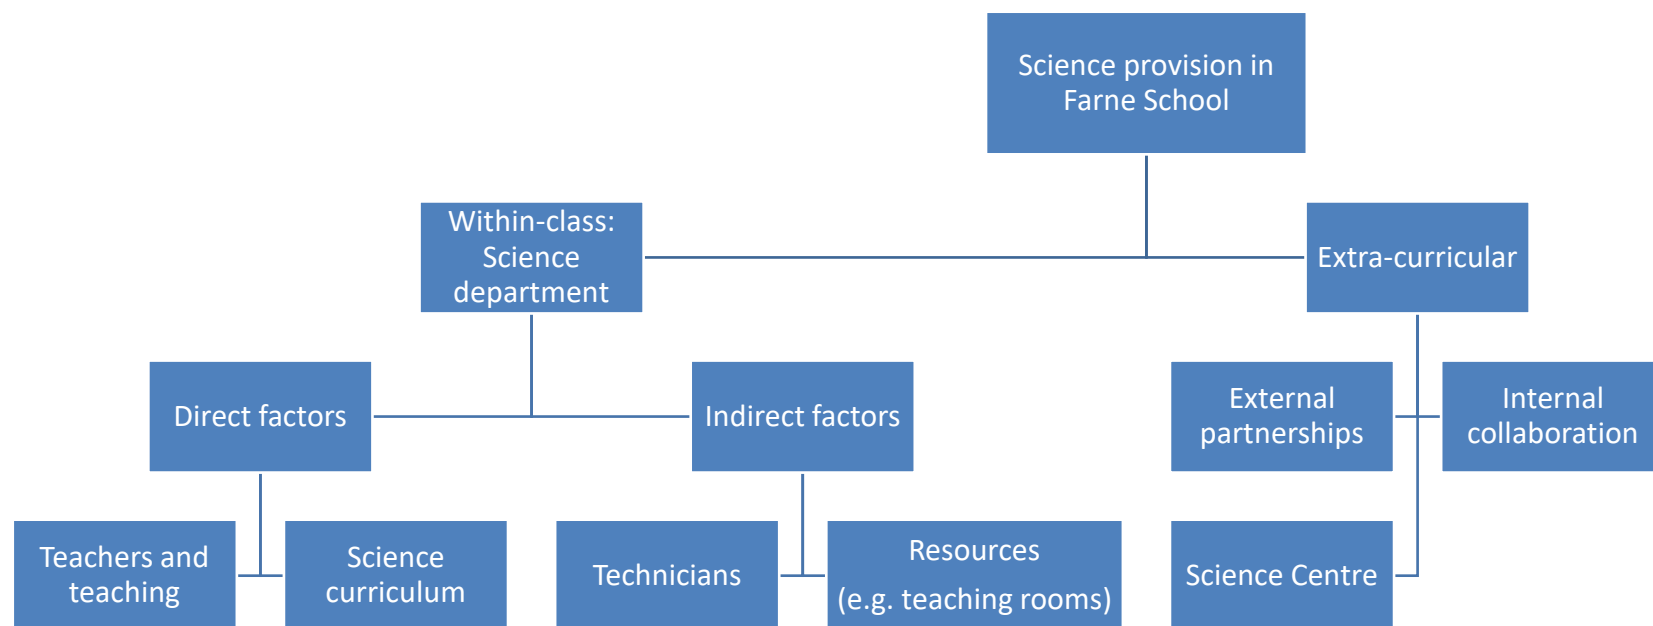 Science provision in
Farne School
Within-class:
Science
department
Extra-curricular
Direct factors
Indirect factors
External
partnerships
Internal
collaboration
Teachers and
teaching
Science
curriculum
Technicians
Resources
(e.g. teaching rooms)
Science Centre